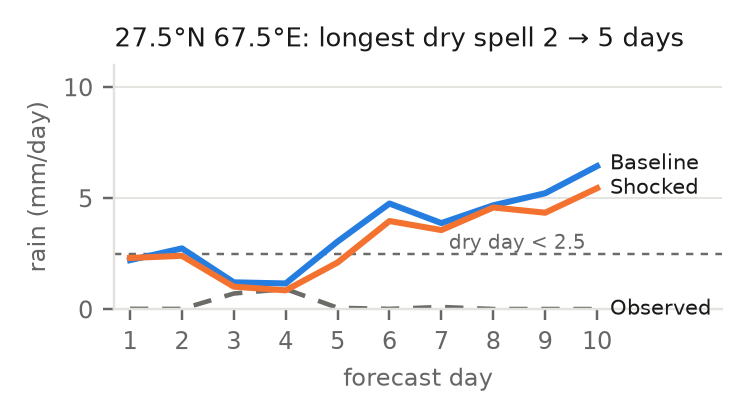 27.5°N 67.5°E: longest dry spell 2 → 5 days
rain (mm/day)
10
5
0
Baseline
Shocked
dry day < 2.5
Observed
1 2 3 4 5 6 7 8 9 10
forecast day